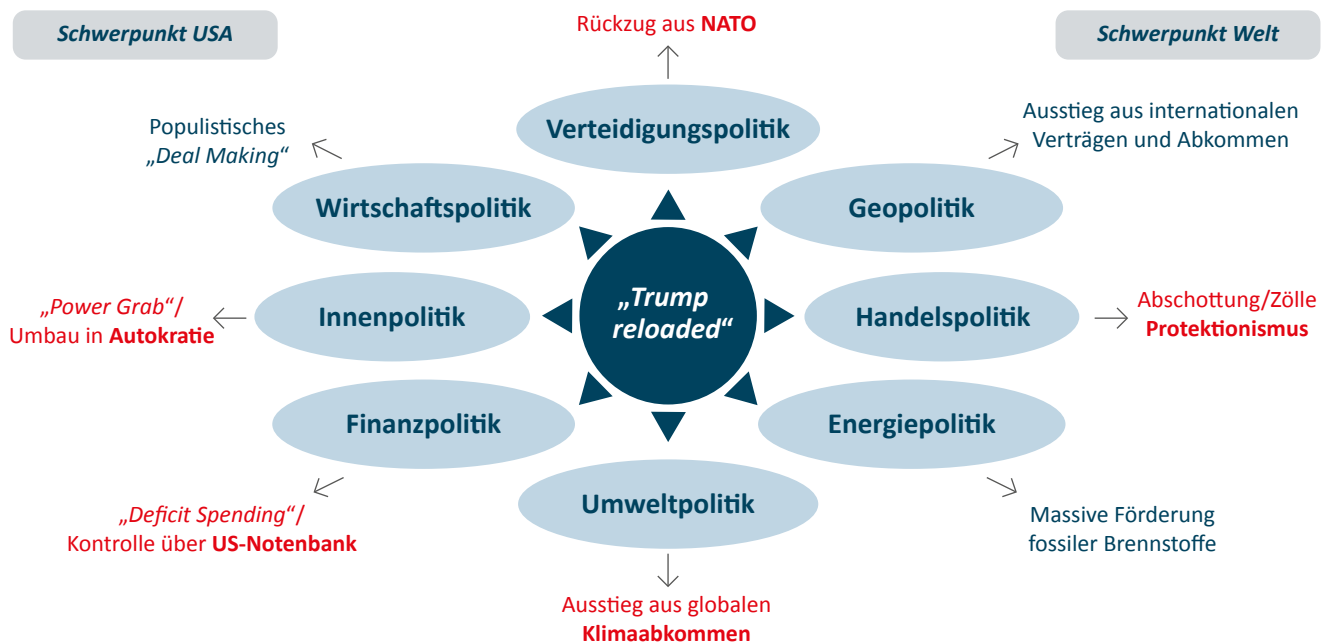 Schwerpunkt USA
Rückzug aus NATO
Schwerpunkt Welt
Populistisches
„Deal Making“
Verteidigungspolitik
Ausstieg aus internationalen
Verträgen und Abkommen
Wirtschaftspolitik
Geopolitik
„Power Grab“/
Umbau in Autokratie
Innenpolitik
„Trump
reloaded“
Handelspolitik
Abschottung/Zölle
Protektionismus
Finanzpolitik
Energiepolitik
„Deficit Spending“/
Kontrolle über US-Notenbank
Umweltpolitik
Massive Förderung
fossiler Brennstoffe
Ausstieg aus globalen
Klimaabkommen